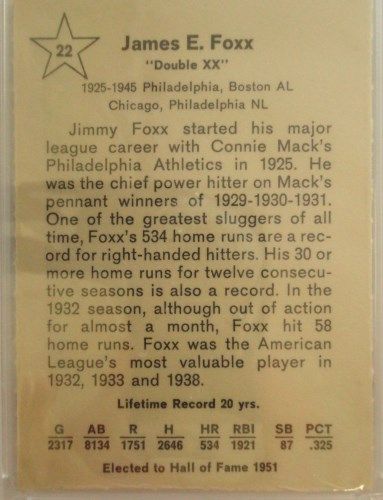 22
James E. Foxx
"Double XX"
1925-1945 Philadelphia, Boston AL
Chicago, Philadelphia NL
Jimmy Foxx started his major
league career with Connie Mack's
Philadelphia Athletics in 1925. He
was the chief power hitter on Mack's
pennant winners of 1929-1930-1931.
One of the greatest sluggers of all
time, Foxx's 534 home runs are a rec-
ord for right-handed hitters. His 30 or
more home runs for twelve consecu-
tive seasons is also a record. In the
1932 season, although out of action
for almost a month, Foxx hit 58
home runs. Foxx was the American
League's most valuable player in
1932, 1933 and 1938.
Lifetime Record 20 yrs.
G AB R H HR RBI SB PCT
2317 8134 1751 2646 534 1921 87 .325
Elected to Hall of Fame 1951